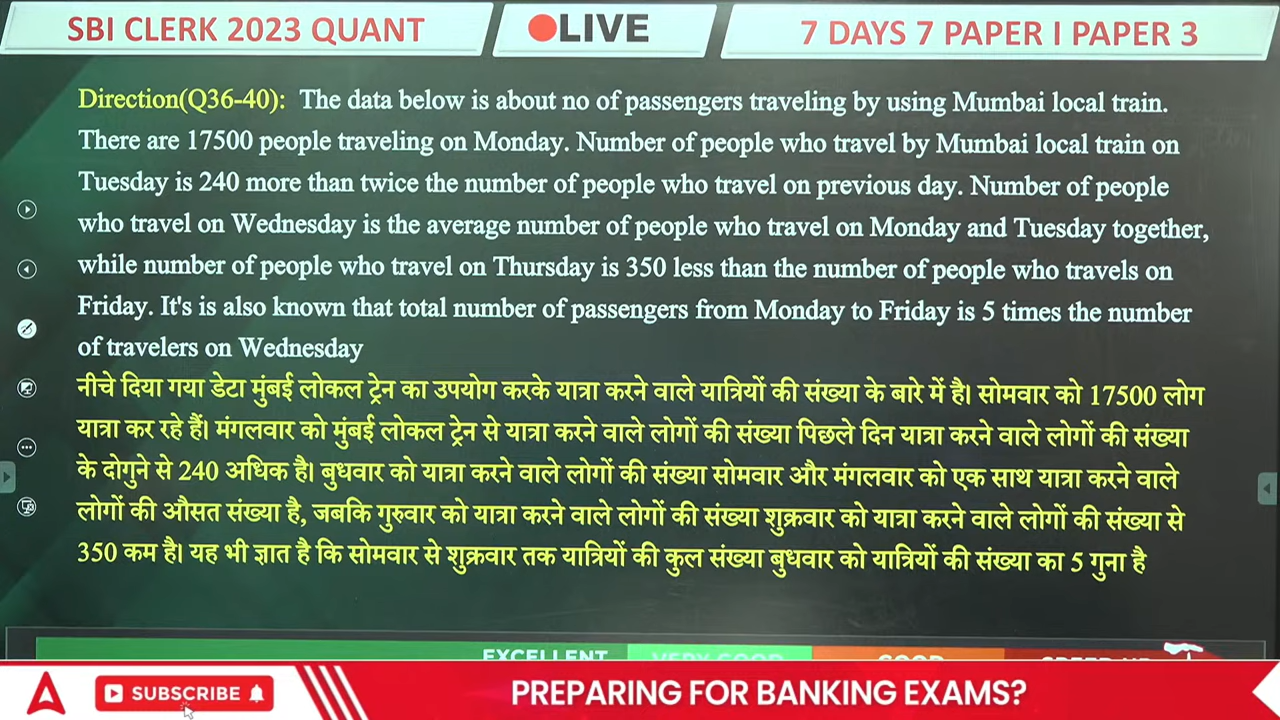 SBI CLERK 2023 QUANT
LIVE
7 DAYS 7 PAPER I PAPER 3
Direction(Q36-40): The data below is about no of passengers traveling by using Mumbai local train.
There are 17500 people traveling on Monday. Number of people who travel by Mumbai local train on
Tuesday is 240 more than twice the number of people who travel on previous day. Number of people
who travel on Wednesday is the average number of people who travel on Monday and Tuesday together,
while number of people who travel on Thursday is 350 less than the number of people who travels on
Friday. It's is also known that total number of passengers from Monday to Friday is 5 times the number
of travelers on Wednesday
नीचे दिया गया डेटा मुंबई लोकल ट्रेन का उपयोग करके यात्रा करने वाले यात्रियों की संख्या के बारे में है। सोमवार को 17500 लोग
यात्रा कर रहे हैं। मंगलवार को मुंबई लोकल ट्रेन से यात्रा करने वाले लोगों की संख्या पिछले दिन यात्रा करने वाले लोगों की संख्या
के दोगुने से 240 अधिक है। बुधवार को यात्रा करने वाले लोगों की संख्या सोमवार और मंगलवार को एक साथ यात्रा करने वाले
लोगों की औसत संख्या है, जबकि गुरुवार को यात्रा करने वाले लोगों की संख्या शुक्रवार को यात्रा करने वाले लोगों की संख्या से
350 कम है। यह भी ज्ञात है कि सोमवार से शुक्रवार तक यात्रियों की कुल संख्या बुधवार को यात्रियों की संख्या का 5 गुना है
EXCELLENT VERY GOOD GOOD SPEED UP
SUBSCRIBE
PREPARING FOR BANKING EXAMS?